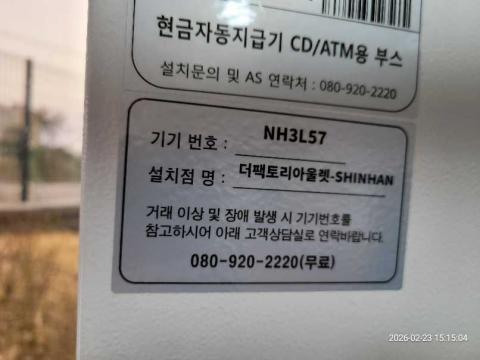 현금자동지급기 CD/ATM용 부스
설치문의 및 AS 연락처 : 080-920-2220
기기 번호 : NH3L57
설치점 명 : 더팩토리아울렛-SHINHAN
거래 이상 및 장애 발생 시 기기번호를
참고하시어 아래 고객상담실로 연락바랍니다.
080-920-2220(무료)
2026-02-23 15:15:04